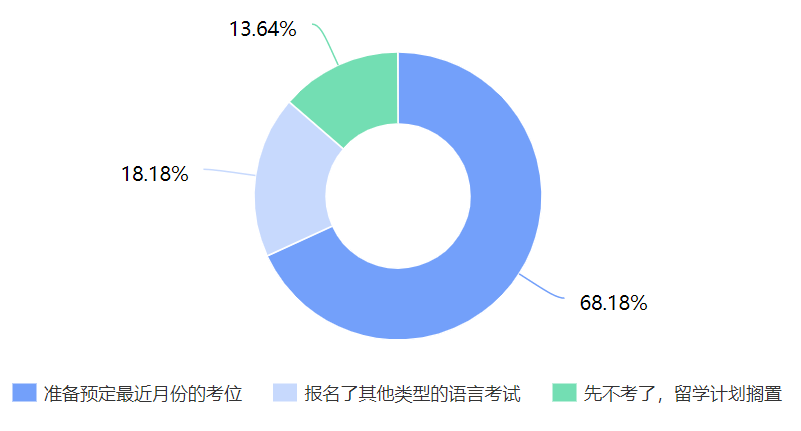 13.64%
18.18%
68.18%
准备预定最近月份的考位
报名了其他类型的语言考试
先不考了，留学计划搁置